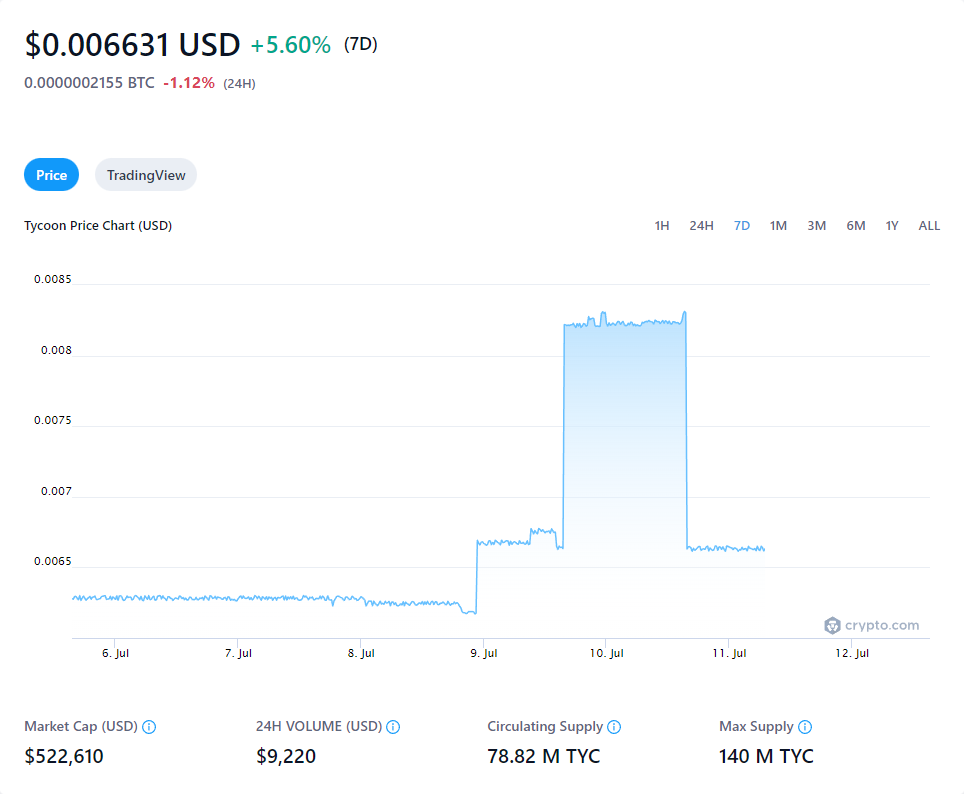 $0.006631 USD +5.60% (7D)
0.0000002155 BTC -1.12% (24H)
Price TradingView
Tycoon Price Chart (USD) 1H 24H 7D 1M 3M 6M 1Y ALL
0.0085
0.008
0.0075
0.007
0.0065
crypto.com
6. Jul 7. Jul 8. Jul 9. Jul 10. Jul 11. Jul 12. Jul
Market Cap (USD) 24H VOLUME (USD) Circulating Supply Max Supply
$522,610 $9,220 78.82 M TYC 140 M TYC